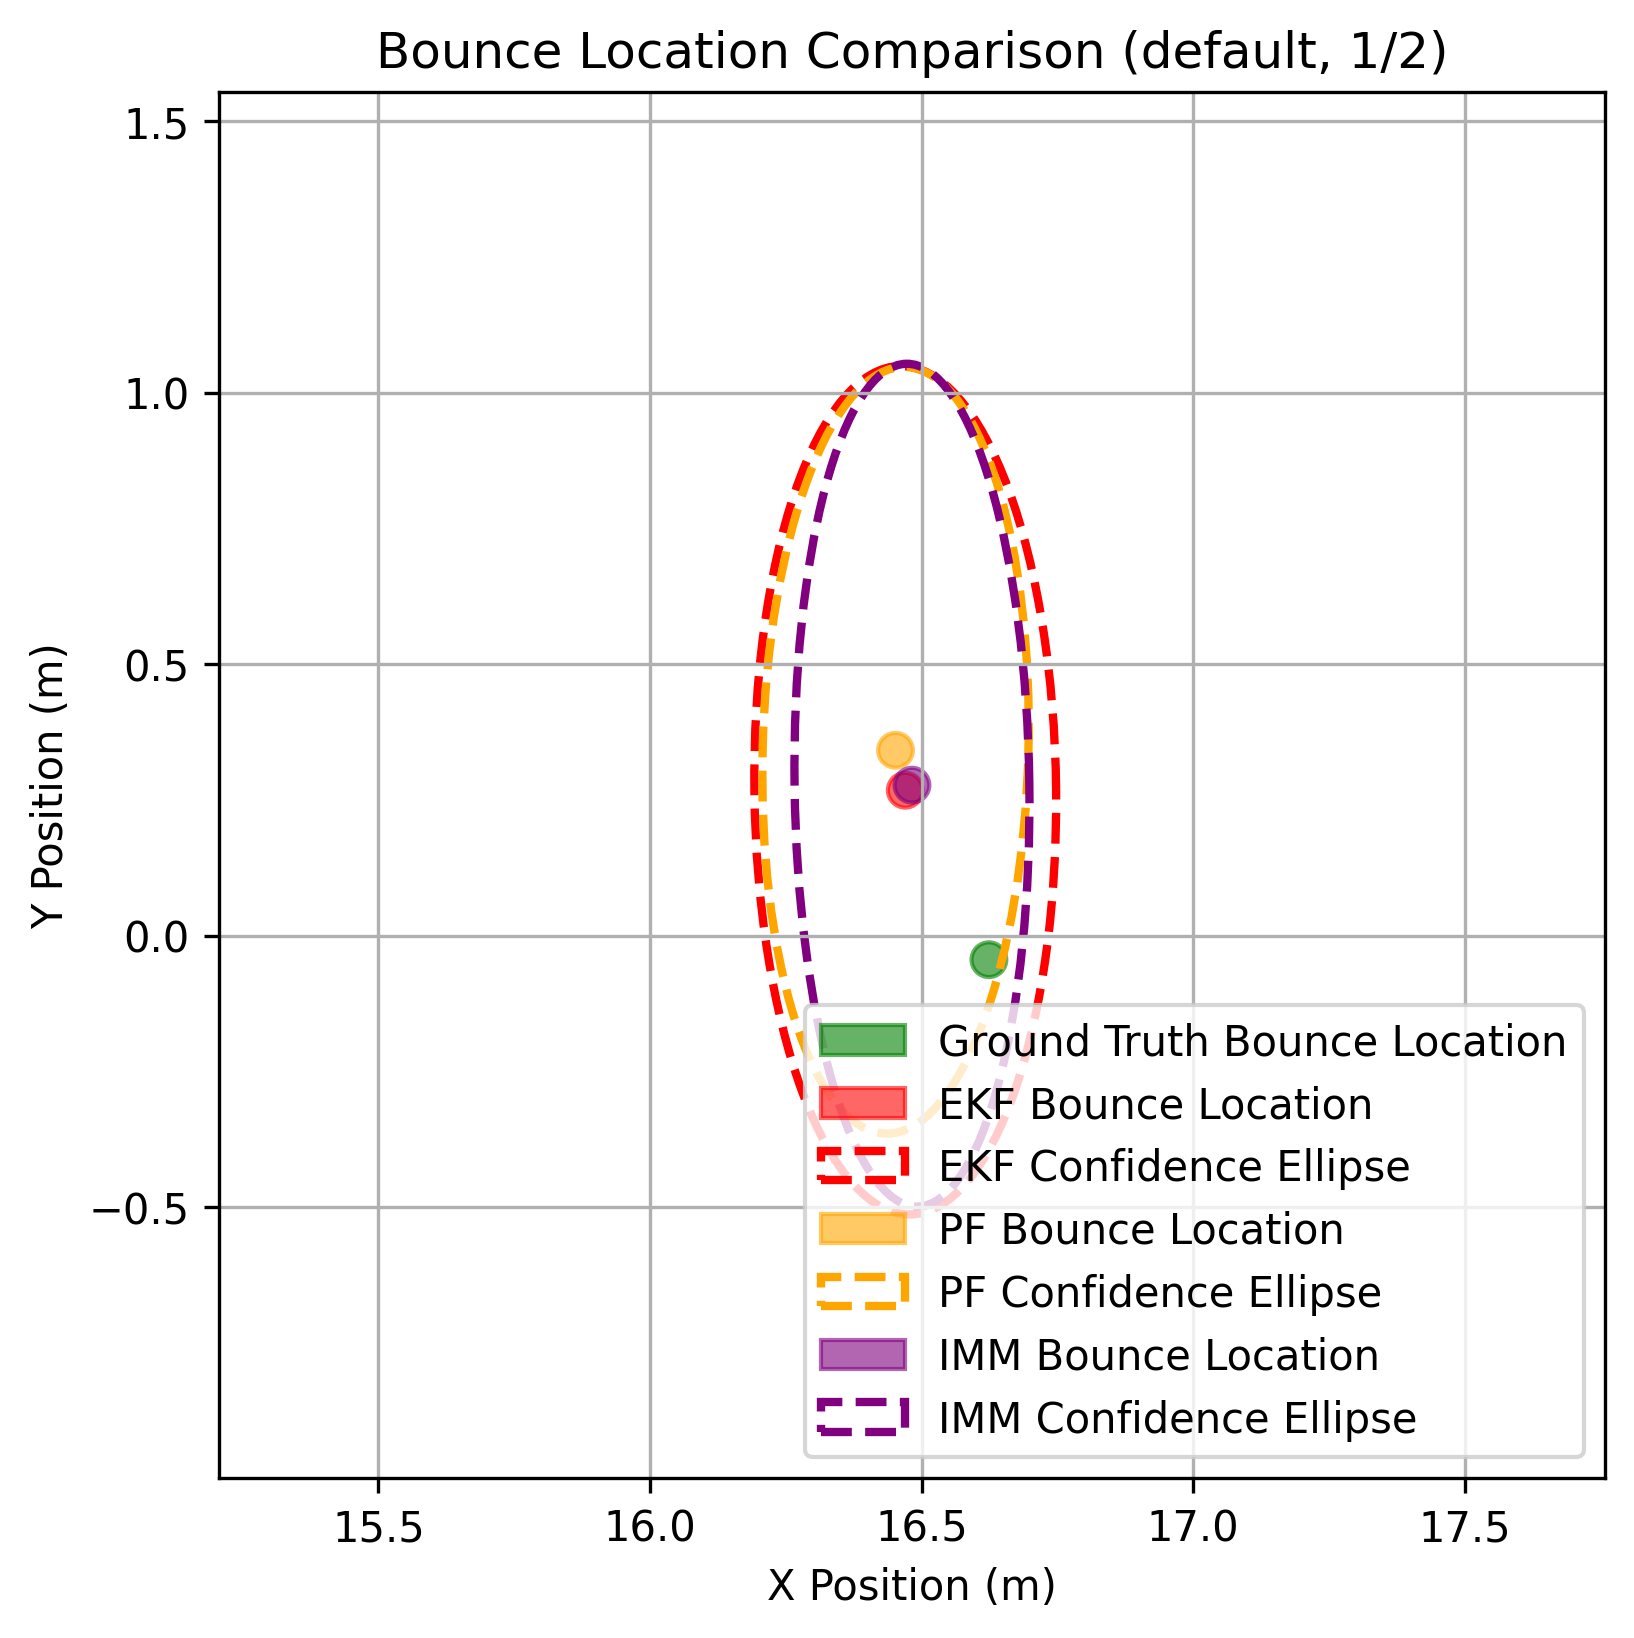 Bounce Location Comparison (default, 1/2)
Y Position (m)
1.5
1.0
0.5
0.0
−0.5
Ground Truth Bounce Location
EKF Bounce Location
EKF Confidence Ellipse
PF Bounce Location
PF Confidence Ellipse
IMM Bounce Location
IMM Confidence Ellipse
15.5 16.0 16.5 17.0 17.5
X Position (m)